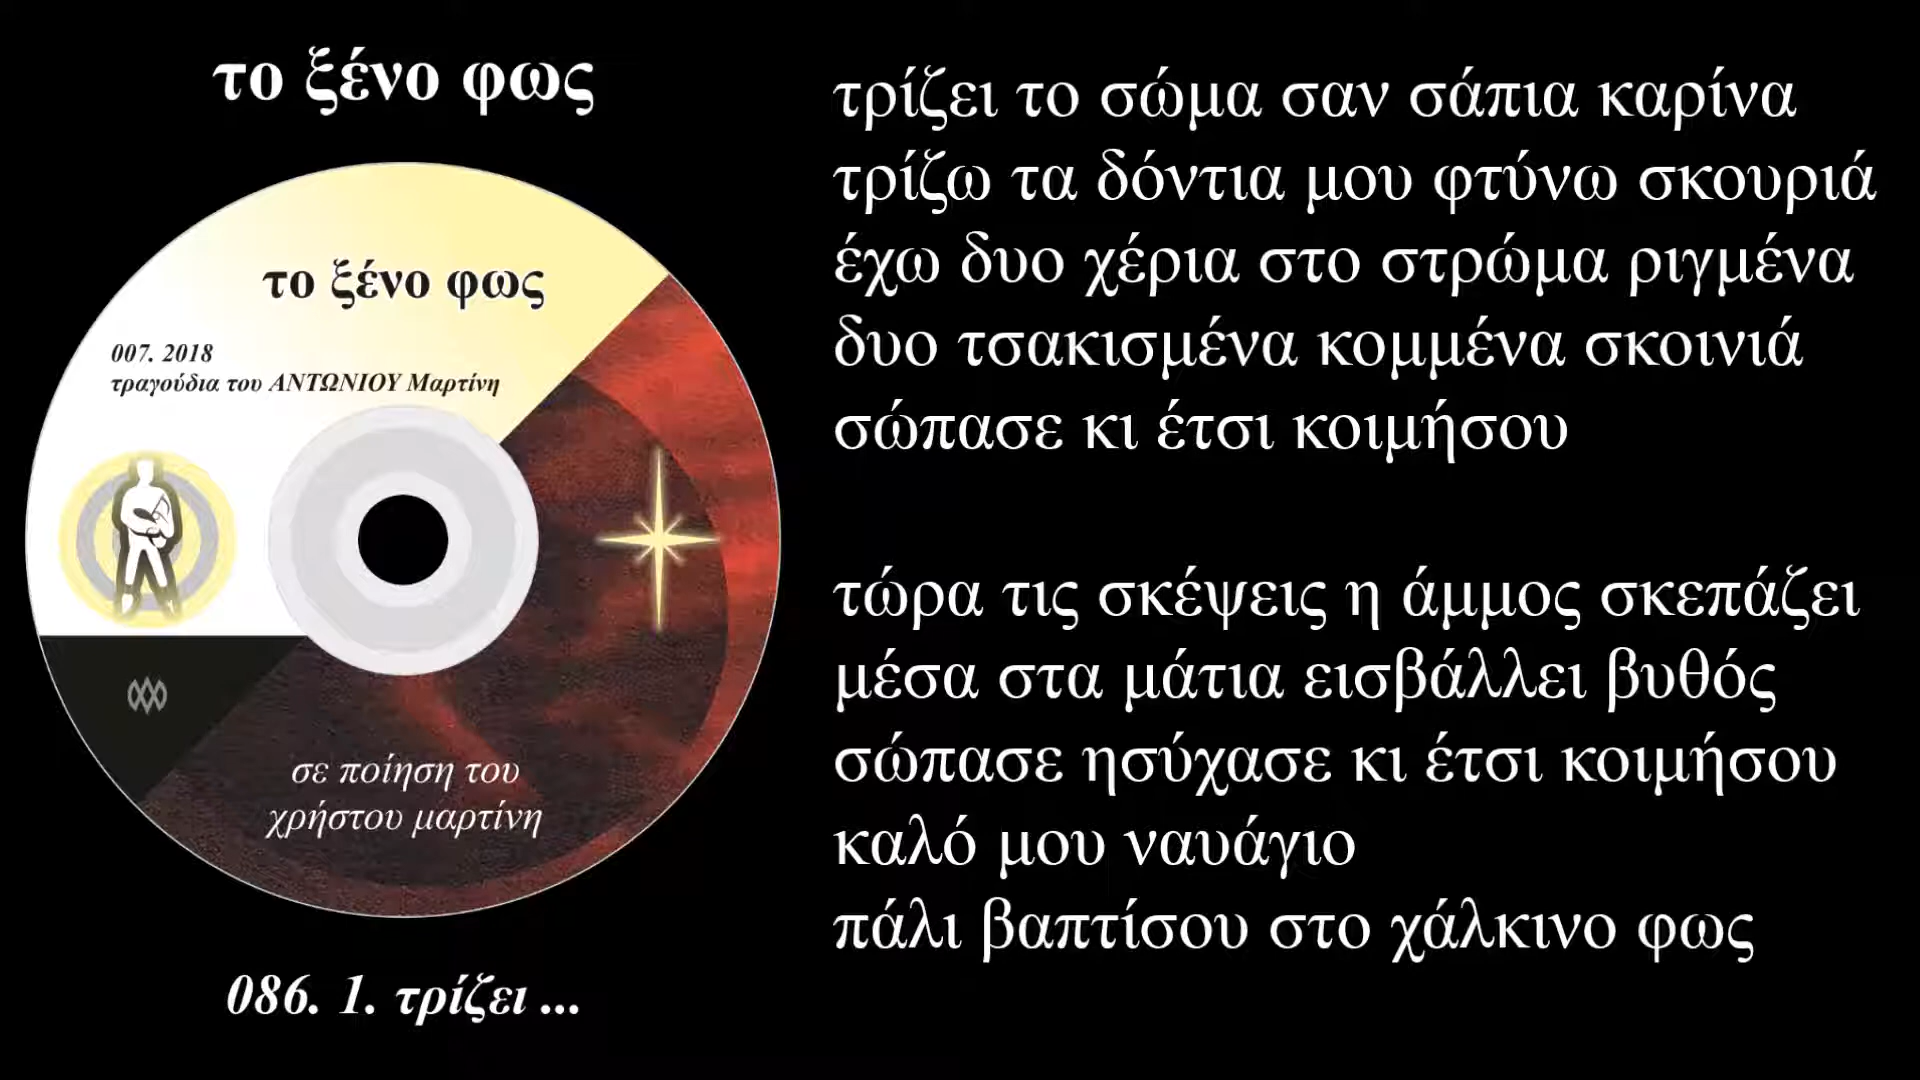 το ξένο φως
το ξένο φως
007. 2018
τραγούδια του ΑΝΤΩΝΙΟΥ Μαρτίνη
σε ποίηση του
χρήστου μαρτίνη
086. 1. τρίζει ...
τρίζει το σώμα σαν σάπια καρίνα
τρίζω τα δόντια μου φτύνω σκουριά
έχω δυο χέρια στο στρώμα ριγμένα
δυο τσακισμένα κομμένα σκοινιά
σώπασε κι έτσι κοιμήσου
τώρα τις σκέψεις η άμμος σκεπάζει
μέσα στα μάτια εισβάλλει βυθός
σώπασε ησύχασε κι έτσι κοιμήσου
καλό μου ναυάγιο
πάλι βαπτίσου στο χάλκινο φως